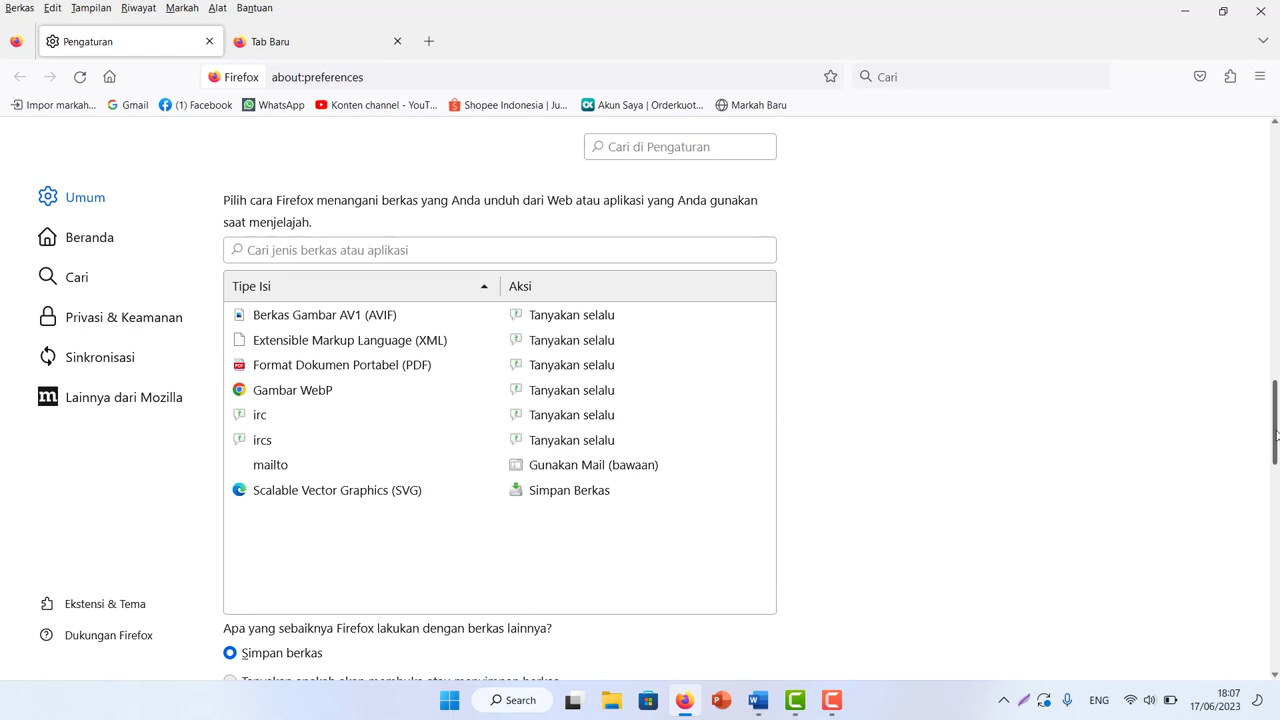 Berkas Edit Tampilan Riwayat Markah Alat Bantuan
Pengaturan
Tab Baru
Firefox
about:preferences
Cari
Impor markah...
Gmail
(1) Facebook
WhatsApp
Konten channel - YouT...
Shopee Indonesia | Ju...
Akun Saya | Orderkuot...
Markah Baru
Cari di Pengaturan
Umum
Beranda
Cari
Privasi & Keamanan
Sinkronisasi
Lainnya dari Mozilla
Ekstensi & Tema
Dukungan Firefox
Pilih cara Firefox menangani berkas yang Anda unduh dari Web atau aplikasi yang Anda gunakan
saat menjelajah.
Cari jenis berkas atau aplikasi
Tipe Isi Aksi
Berkas Gambar AV1 (AVIF) Tanyakan selalu
Extensible Markup Language (XML) Tanyakan selalu
Format Dokumen Portabel (PDF) Tanyakan selalu
Gambar WebP Tanyakan selalu
irc Tanyakan selalu
ircs Tanyakan selalu
mailto Gunakan Mail (bawaan)
Scalable Vector Graphics (SVG) Simpan Berkas
Apa yang sebaiknya Firefox lakukan dengan berkas lainnya?
Simpan berkas
Search
ENG
18:07
17/06/2023